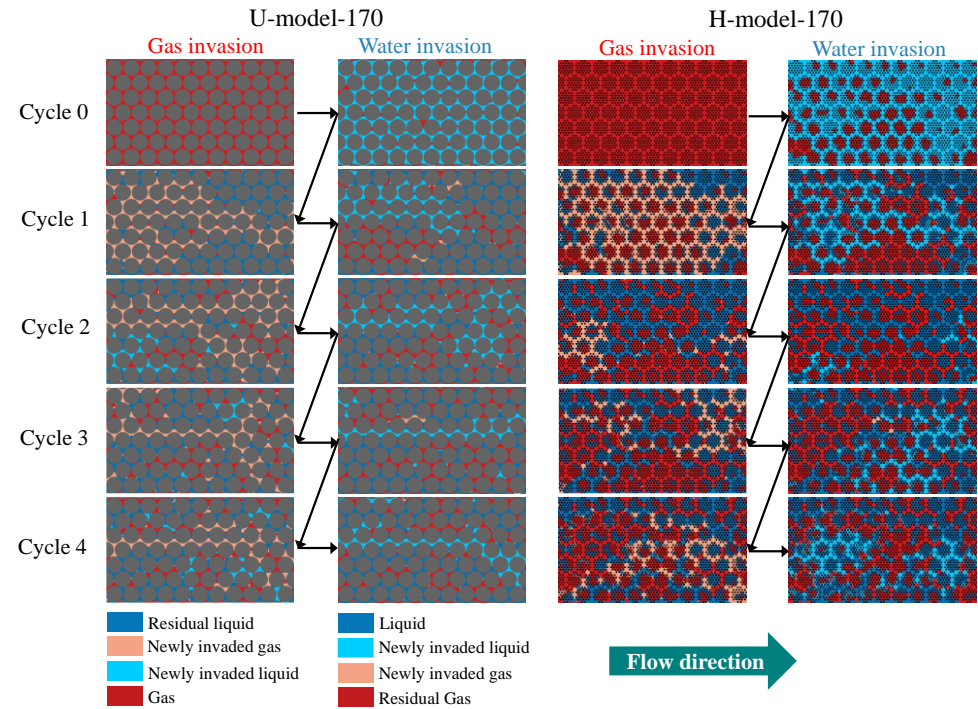 U-model-170
H-model-170
Gas invasion
Water invasion
Gas invasion
Water invasion
Cycle 0
Cycle 1
Cycle 2
Cycle 3
Cycle 4
Residual liquid
Newly invaded gas
Newly invaded liquid
Gas
Liquid
Newly invaded liquid
Newly invaded gas
Residual Gas
Flow direction